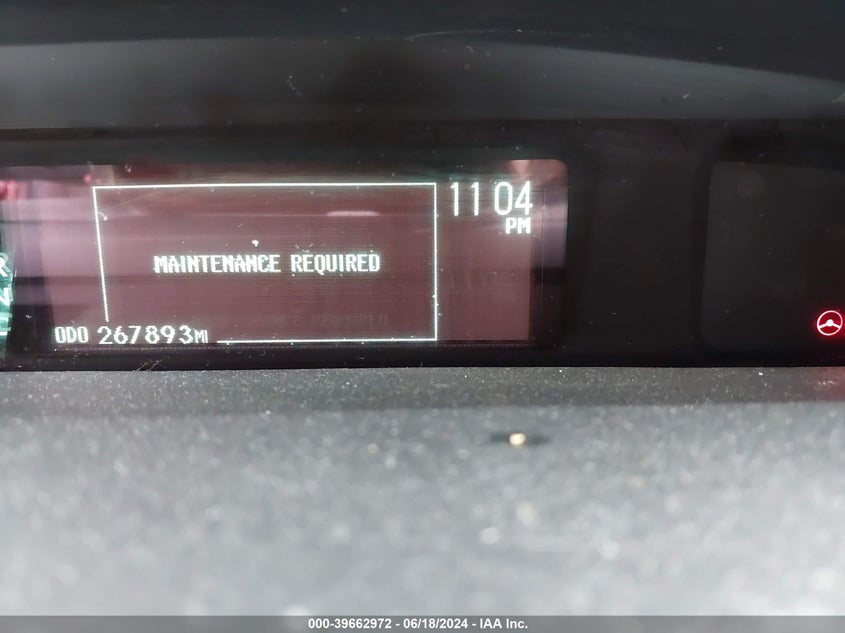 11:04
PM
MAINTENANCE REQUIRED
ODO 267893MI
000-39662972 - 06/18/2024 - IAA Inc.